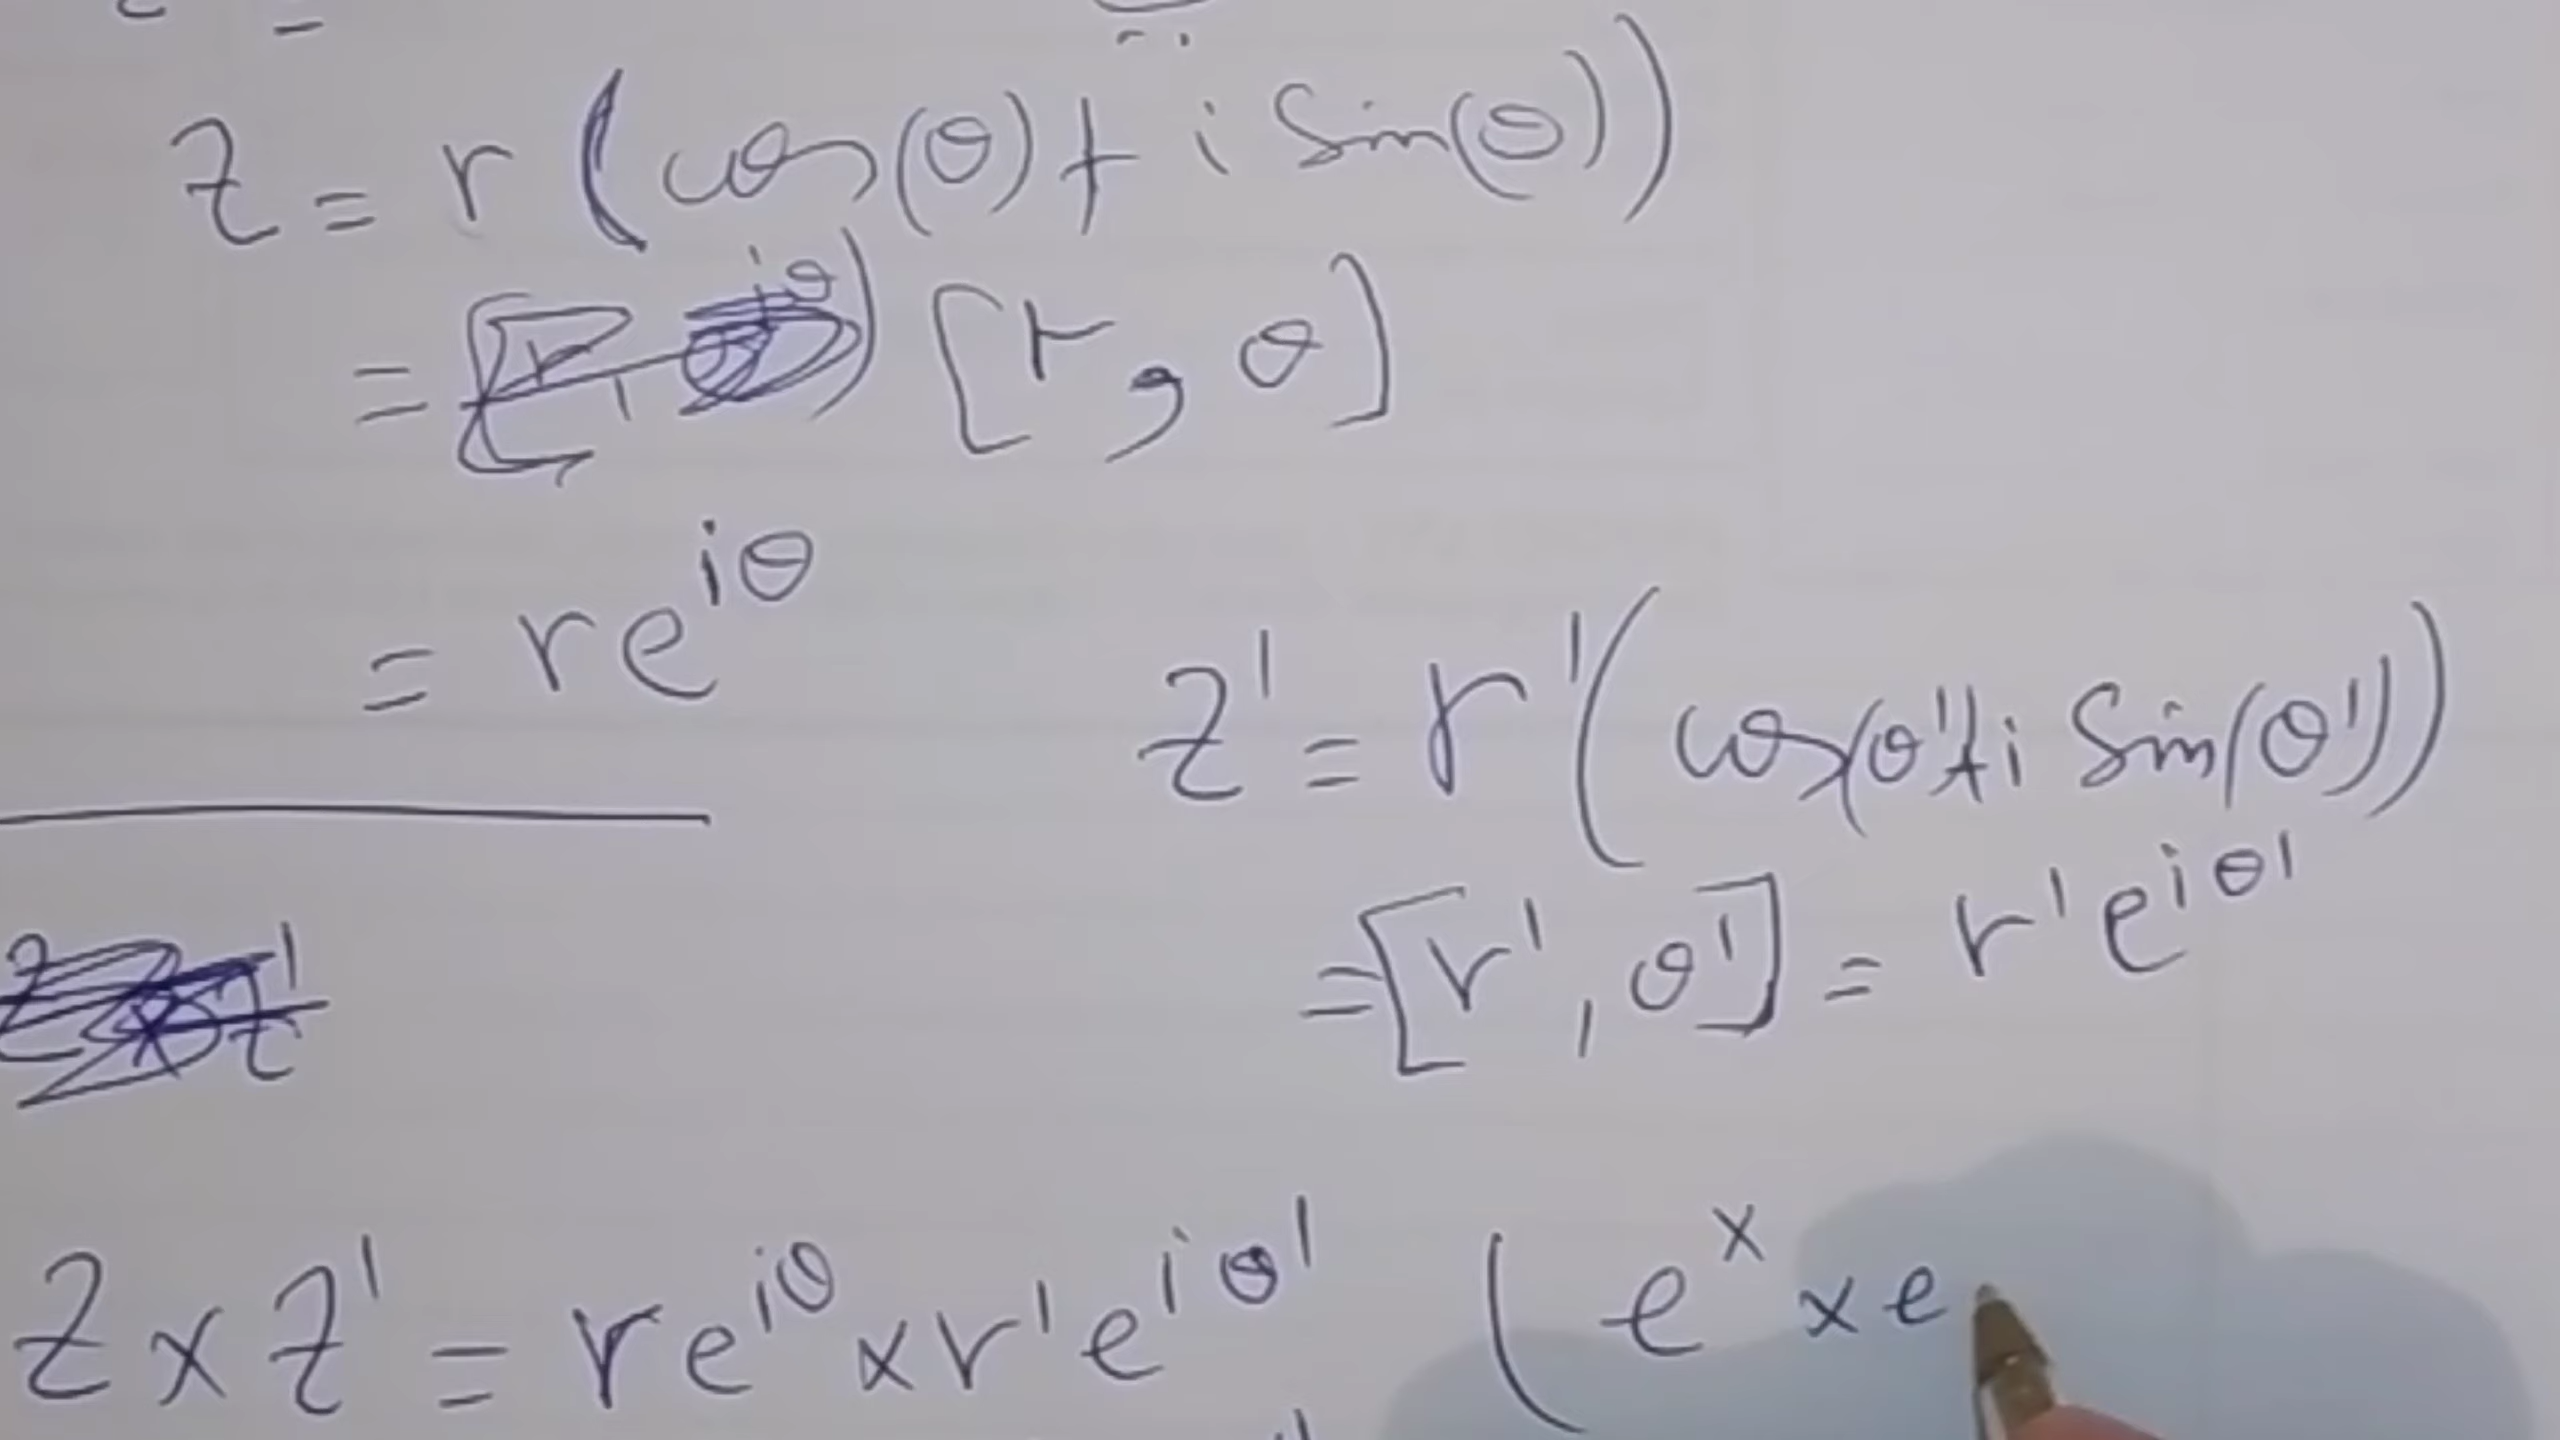 z = r (cos(θ) + i sin(θ))
= [r, θ]
= re^{iθ}
z' = r' (cos(θ') + i sin(θ'))
= [r', θ'] = r'e^{iθ'}
z × z' = re^{iθ} × r'e^{iθ'} (e^x × e